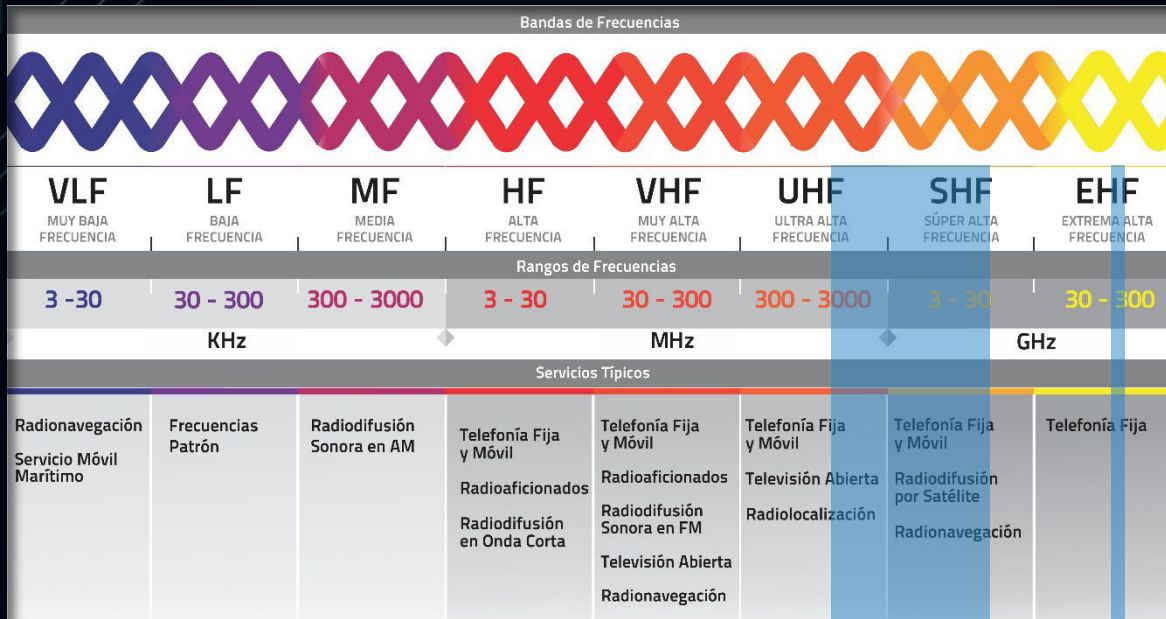 Bandas de Frecuencias
VLF
MUY BAJA
FRECUENCIA
LF
BAJA
FRECUENCIA
MF
MEDIA
FRECUENCIA
HF
ALTA
FRECUENCIA
VHF
MUY ALTA
FRECUENCIA
UHF
ULTRA ALTA
FRECUENCIA
SHF
SÚPER ALTA
FRECUENCIA
EHF
EXTREMA ALTA
FRECUENCIA
Rangos de Frecuencias
3 -30
30 - 300
300 - 3000
3 - 30
30 - 300
300 - 3000
3 - 30
30 - 300
KHz
MHz
GHz
Servicios Típicos
Radionavegación
Servicio Móvil
Marítimo
Frecuencias
Patrón
Radiodifusión
Sonora en AM
Telefonía Fija
y Móvil
Radioaficionados
Radiodifusión
en Onda Corta
Telefonía Fija
y Móvil
Radioaficionados
Radiodifusión
Sonora en FM
Televisión Abierta
Radionavegación
Telefonía Fija
y Móvil
Televisión Abierta
Radiolocalización
Telefonía Fija
y Móvil
Radiodifusión
por Satélite
Radionavegación
Telefonía Fija